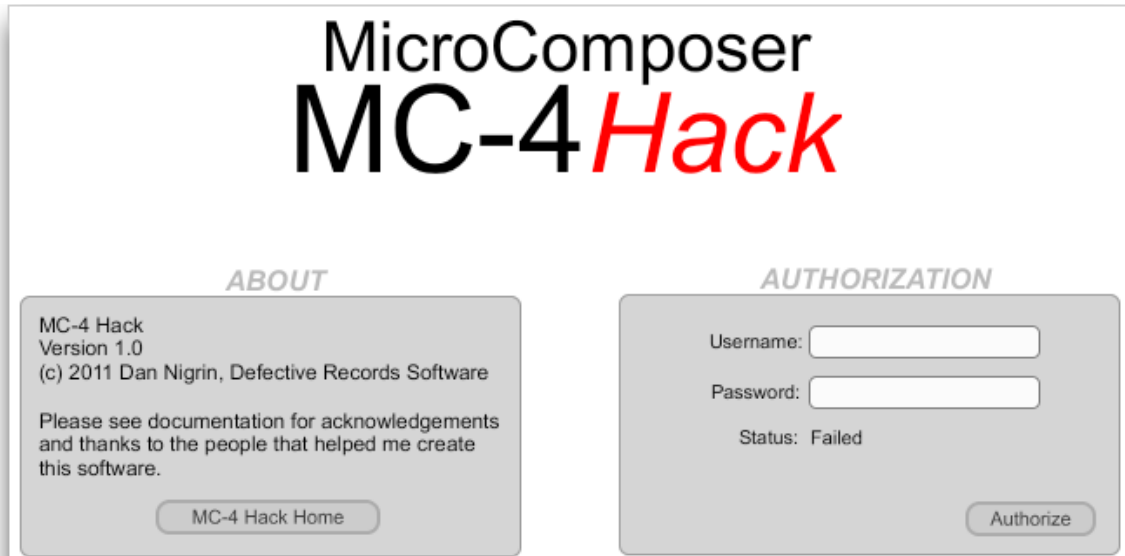 MicroComposer
MC-4 Hack
ABOUT
MC-4 Hack
Version 1.0
(c) 2011 Dan Nigrin, Defective Records Software
Please see documentation for acknowledgements
and thanks to the people that helped me create
this software.
MC-4 Hack Home
AUTHORIZATION
Username:
Password:
Status: Failed
Authorize